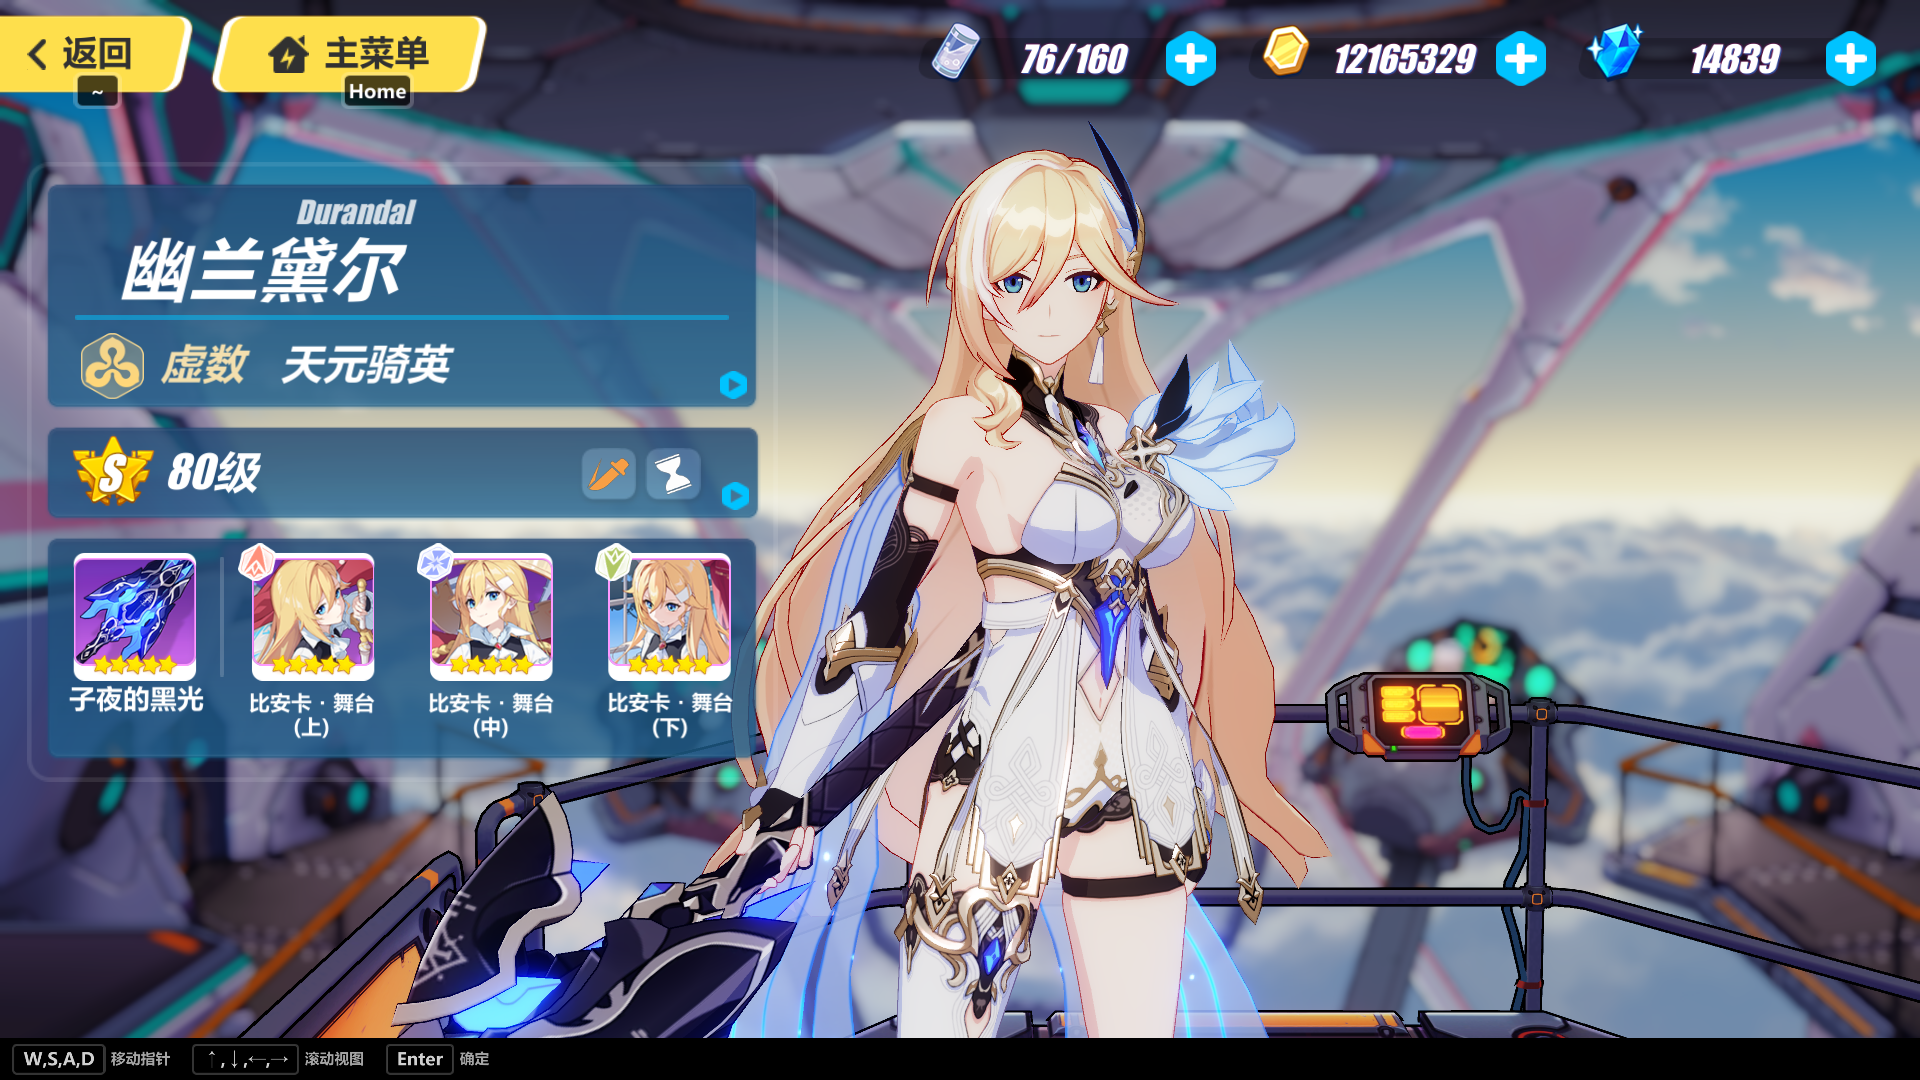 返回
~
主菜单
Home
76/160
12165329
14839
Durandal
幽兰黛尔
虚数 天元骑英
S 80级
子夜的黑光
比安卡·舞台
(上)
比安卡·舞台
(中)
比安卡·舞台
(下)
W,S,A,D 移动指针 ↑,↓,←,→ 滚动视图 Enter 确定